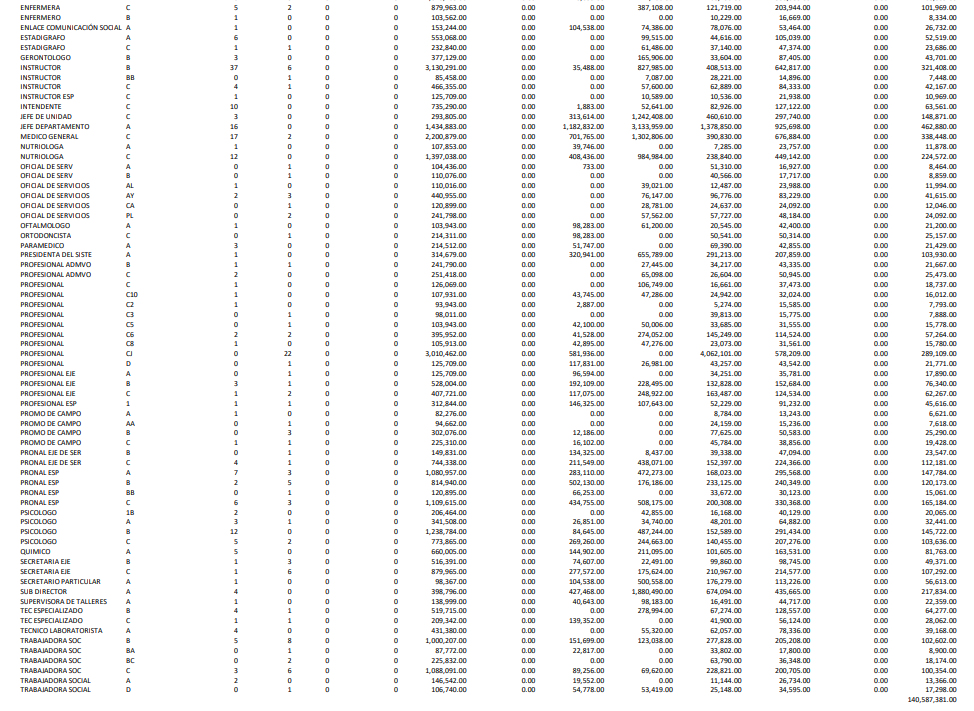 ENFERMERA C 5 2 0 0 879,963.00 0.00 0.00 387,108.00 121,719.00 203,944.00 0.00 101,969.00
ENFERMERO B 1 0 0 0 103,562.00 0.00 0.00 0.00 10,229.00 16,669.00 0.00 8,334.00
ENLACE COMUNICACIÓN SOCIAL A 1 0 0 0 153,244.00 0.00 104,538.00 74,386.00 78,076.00 53,464.00 0.00 26,732.00
ESTADIGRAFO A 6 0 0 0 553,068.00 0.00 0.00 99,515.00 44,616.00 105,039.00 0.00 52,519.00
ESTADIGRAFO C 1 1 0 0 232,840.00 0.00 0.00 61,486.00 37,140.00 47,374.00 0.00 23,686.00
GERONTOLOGO B 3 0 0 0 377,129.00 0.00 0.00 165,906.00 33,604.00 87,405.00 0.00 43,701.00
INSTRUCTOR B 37 6 0 0 3,130,291.00 0.00 35,488.00 827,985.00 408,513.00 642,817.00 0.00 321,408.00
INSTRUCTOR BB 0 1 0 0 85,458.00 0.00 0.00 7,087.00 28,221.00 14,896.00 0.00 7,448.00
INSTRUCTOR C 4 1 0 0 466,355.00 0.00 0.00 57,600.00 62,889.00 84,333.00 0.00 42,167.00
INSTRUCTOR ESP C 1 0 0 0 125,709.00 0.00 0.00 10,589.00 10,536.00 21,938.00 0.00 10,969.00
INTENDENTE C 10 0 0 0 735,290.00 0.00 1,883.00 52,641.00 82,926.00 127,122.00 0.00 63,561.00
JEFE DE UNIDAD C 3 0 0 0 293,805.00 0.00 313,614.00 1,242,408.00 460,610.00 297,740.00 0.00 148,871.00
JEFE DEPARTAMENTO A 16 0 0 0 1,434,883.00 0.00 1,182,832.00 3,133,959.00 1,378,850.00 925,698.00 0.00 462,880.00
MEDICO GENERAL C 17 2 0 0 2,200,879.00 0.00 701,765.00 1,302,806.00 390,830.00 676,884.00 0.00 338,448.00
NUTRIOLOGA A 1 0 0 0 107,853.00 0.00 39,746.00 0.00 7,285.00 23,757.00 0.00 11,878.00
NUTRIOLOGA C 12 0 0 0 1,397,038.00 0.00 408,436.00 984,984.00 238,840.00 449,142.00 0.00 224,572.00
OFICIAL DE SERV A 0 1 0 0 104,436.00 0.00 733.00 0.00 51,310.00 16,927.00 0.00 8,464.00
OFICIAL DE SERV B 0 1 0 0 110,076.00 0.00 0.00 0.00 40,566.00 17,717.00 0.00 8,859.00
OFICIAL DE SERVICIOS AL 1 0 0 0 110,016.00 0.00 0.00 39,021.00 12,487.00 23,988.00 0.00 11,994.00
OFICIAL DE SERVICIOS AY 2 3 0 0 440,955.00 0.00 0.00 76,147.00 96,776.00 83,229.00 0.00 41,615.00
OFICIAL DE SERVICIOS CA 0 1 0 0 120,899.00 0.00 0.00 28,781.00 24,637.00 24,092.00 0.00 12,046.00
OFICIAL DE SERVICIOS PL 0 2 0 0 241,798.00 0.00 0.00 57,562.00 57,727.00 48,184.00 0.00 24,092.00
OFTALMOLOGO A 1 0 0 0 103,943.00 0.00 98,283.00 61,200.00 20,545.00 42,400.00 0.00 21,200.00
ORTODONCISTA C 0 1 0 0 214,311.00 0.00 98,283.00 0.00 50,541.00 50,314.00 0.00 25,157.00
PARAMEDICO A 3 0 0 0 214,512.00 0.00 51,747.00 0.00 69,390.00 42,855.00 0.00 21,429.00
PRESIDENTA DEL SISTE A 1 0 0 0 314,679.00 0.00 320,941.00 655,789.00 291,213.00 207,859.00 0.00 103,930.00
PROFESIONAL ADMVO B 1 1 0 0 241,790.00 0.00 0.00 27,445.00 34,217.00 43,335.00 0.00 21,667.00
PROFESIONAL ADMVO C 2 0 0 0 251,418.00 0.00 0.00 65,098.00 26,604.00 50,945.00 0.00 25,473.00
PROFESIONAL C 1 0 0 0 126,069.00 0.00 0.00 106,749.00 16,661.00 37,473.00 0.00 18,737.00
PROFESIONAL C10 1 0 0 0 107,931.00 0.00 43,745.00 47,286.00 24,942.00 32,024.00 0.00 16,012.00
PROFESIONAL C2 1 0 0 0 93,943.00 0.00 2,887.00 0.00 5,274.00 15,585.00 0.00 7,793.00
PROFESIONAL C3 0 1 0 0 98,011.00 0.00 0.00 0.00 39,813.00 15,775.00 0.00 7,888.00
PROFESIONAL C5 0 1 0 0 103,943.00 0.00 42,100.00 50,006.00 33,685.00 31,555.00 0.00 15,778.00
PROFESIONAL C6 2 2 0 0 395,952.00 0.00 41,528.00 274,052.00 145,249.00 114,524.00 0.00 57,264.00
PROFESIONAL C8 1 0 0 0 105,913.00 0.00 42,895.00 47,276.00 23,073.00 31,561.00 0.00 15,780.00
PROFESIONAL CJ 0 22 0 0 3,010,462.00 0.00 581,936.00 0.00 4,062,101.00 578,209.00 0.00 289,109.00
PROFESIONAL D 0 1 0 0 125,709.00 0.00 117,831.00 26,981.00 43,257.00 43,542.00 0.00 21,771.00
PROFESIONAL EJE A 0 1 0 0 125,709.00 0.00 96,594.00 0.00 34,251.00 35,781.00 0.00 17,890.00
PROFESIONAL EJE B 3 1 0 0 528,004.00 0.00 192,109.00 228,495.00 132,828.00 152,684.00 0.00 76,340.00
PROFESIONAL EJE C 1 2 0 0 407,721.00 0.00 117,075.00 248,922.00 163,487.00 124,534.00 0.00 62,267.00
PROFESIONAL ESP 1 1 1 0 0 312,844.00 0.00 146,325.00 107,643.00 52,229.00 91,232.00 0.00 45,616.00
PROMO DE CAMPO A 1 0 0 0 82,276.00 0.00 0.00 0.00 8,784.00 13,243.00 0.00 6,621.00
PROMO DE CAMPO AA 0 1 0 0 94,662.00 0.00 0.00 0.00 24,159.00 15,236.00 0.00 7,618.00
PROMO DE CAMPO B 0 3 0 0 302,076.00 0.00 12,186.00 0.00 77,625.00 50,583.00 0.00 25,290.00
PROMO DE CAMPO C 1 1 0 0 225,310.00 0.00 16,102.00 0.00 45,784.00 38,856.00 0.00 19,428.00
PRONAL EJE DE SER B 0 1 0 0 149,831.00 0.00 134,325.00 8,437.00 39,338.00 47,094.00 0.00 23,547.00
PRONAL EJE DE SER C 4 1 0 0 744,338.00 0.00 211,549.00 438,071.00 152,397.00 224,366.00 0.00 112,181.00
PRONAL ESP A 7 3 0 0 1,080,957.00 0.00 283,110.00 472,273.00 168,023.00 295,568.00 0.00 147,784.00
PRONAL ESP B 2 5 0 0 814,940.00 0.00 502,130.00 176,186.00 233,125.00 240,349.00 0.00 120,173.00
PRONAL ESP BB 0 1 0 0 120,895.00 0.00 66,253.00 0.00 33,672.00 30,123.00 0.00 15,061.00
PRONAL ESP C 6 3 0 0 1,109,615.00 0.00 434,755.00 508,175.00 200,308.00 330,368.00 0.00 165,184.00
PSICOLOGO 1B 2 0 0 0 206,464.00 0.00 0.00 42,855.00 16,168.00 40,129.00 0.00 20,065.00
PSICOLOGO A 3 1 0 0 341,508.00 0.00 26,851.00 34,740.00 48,201.00 64,882.00 0.00 32,441.00
PSICOLOGO B 12 0 0 0 1,238,784.00 0.00 84,645.00 487,244.00 152,589.00 291,434.00 0.00 145,722.00
PSICOLOGO C 5 2 0 0 773,865.00 0.00 269,260.00 244,663.00 140,455.00 207,276.00 0.00 103,636.00
QUIMICO A 5 0 0 0 660,005.00 0.00 144,902.00 211,095.00 101,605.00 163,531.00 0.00 81,763.00
SECRETARIA EJE B 1 3 0 0 516,391.00 0.00 74,607.00 22,491.00 99,860.00 98,745.00 0.00 49,371.00
SECRETARIA EJE C 1 6 0 0 879,965.00 0.00 277,572.00 175,624.00 210,967.00 214,577.00 0.00 107,292.00
SECRETARIO PARTICULAR A 1 0 0 0 98,367.00 0.00 104,538.00 500,558.00 176,279.00 113,226.00 0.00 56,613.00
SUB DIRECTOR A 4 0 0 0 398,796.00 0.00 427,468.00 1,880,490.00 674,094.00 435,665.00 0.00 217,834.00
SUPERVISORA DE TALLERES A 1 0 0 0 138,999.00 0.00 40,643.00 98,183.00 16,491.00 44,717.00 0.00 22,359.00
TEC ESPECIALIZADO B 4 1 0 0 519,715.00 0.00 0.00 278,994.00 67,274.00 128,557.00 0.00 64,277.00
TEC ESPECIALIZADO C 1 1 0 0 209,342.00 0.00 139,352.00 0.00 41,900.00 56,124.00 0.00 28,062.00
TECNICO LABORATORISTA A 4 0 0 0 431,380.00 0.00 0.00 55,320.00 62,057.00 78,336.00 0.00 39,168.00
TRABAJADORA SOC B 5 8 0 0 1,000,207.00 0.00 151,699.00 123,038.00 277,828.00 205,208.00 0.00 102,602.00
TRABAJADORA SOC BA 0 1 0 0 87,772.00 0.00 22,817.00 0.00 33,802.00 17,800.00 0.00 8,900.00
TRABAJADORA SOC BC 0 2 0 0 225,832.00 0.00 0.00 0.00 63,790.00 36,348.00 0.00 18,174.00
TRABAJADORA SOC C 3 6 0 0 1,088,091.00 0.00 89,256.00 69,620.00 228,821.00 200,705.00 0.00 100,354.00
TRABAJADORA SOCIAL A 2 0 0 0 146,542.00 0.00 19,552.00 0.00 11,144.00 26,734.00 0.00 13,366.00
TRABAJADORA SOCIAL D 0 1 0 0 106,740.00 0.00 54,778.00 53,419.00 25,148.00 34,595.00 0.00 17,298.00
140,587,381.00